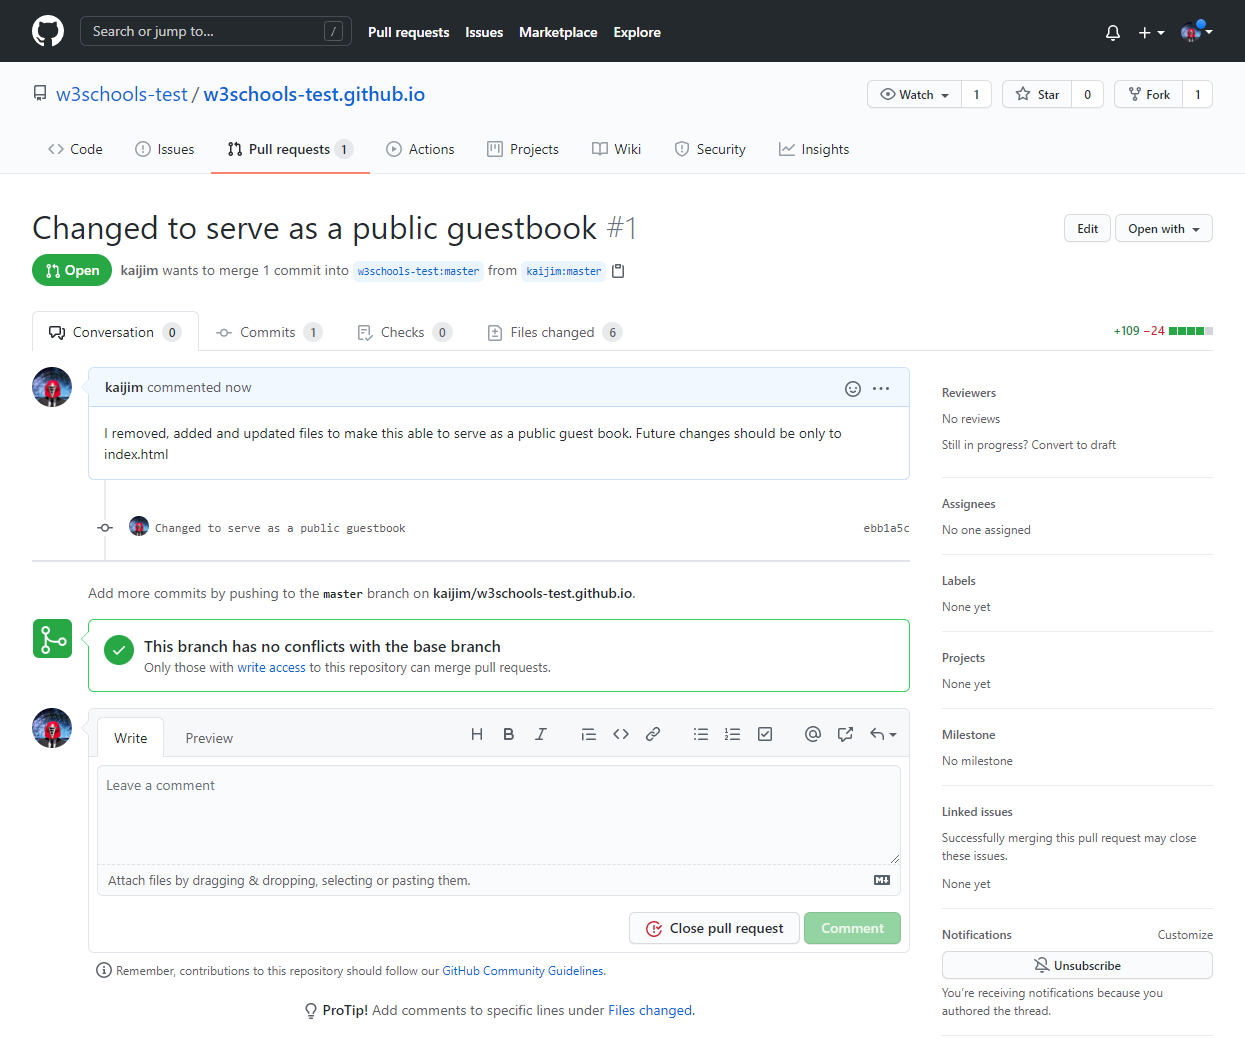 Search or jump to... /
Pull requests Issues Marketplace Explore
w3schools-test / w3schools-test.github.io
Watch 1 Star 0 Fork 1
Code Issues Pull requests 1 Actions Projects Wiki Security Insights
Changed to serve as a public guestbook #1
Edit Open with
Open kaijim wants to merge 1 commit into w3schools-test:master from kaijim:master
Conversation 0 Commits 1 Checks 0 Files changed 6
+109 −24
kaijim commented now
I removed, added and updated files to make this able to serve as a public guest book. Future changes should be only to
index.html
Changed to serve as a public guestbook ebb1a5c
Add more commits by pushing to the master branch on kaijim/w3schools-test.github.io.
This branch has no conflicts with the base branch
Only those with write access to this repository can merge pull requests.
Write Preview
H B I
Leave a comment
Attach files by dragging & dropping, selecting or pasting them.
Close pull request Comment
Remember, contributions to this repository should follow our GitHub Community Guidelines.
ProTip! Add comments to specific lines under Files changed.
Reviewers
No reviews
Still in progress? Convert to draft
Assignees
No one assigned
Labels
None yet
Projects
None yet
Milestone
No milestone
Linked issues
Successfully merging this pull request may close
these issues.
None yet
Notifications Customize
Unsubscribe
You're receiving notifications because you
authored the thread.